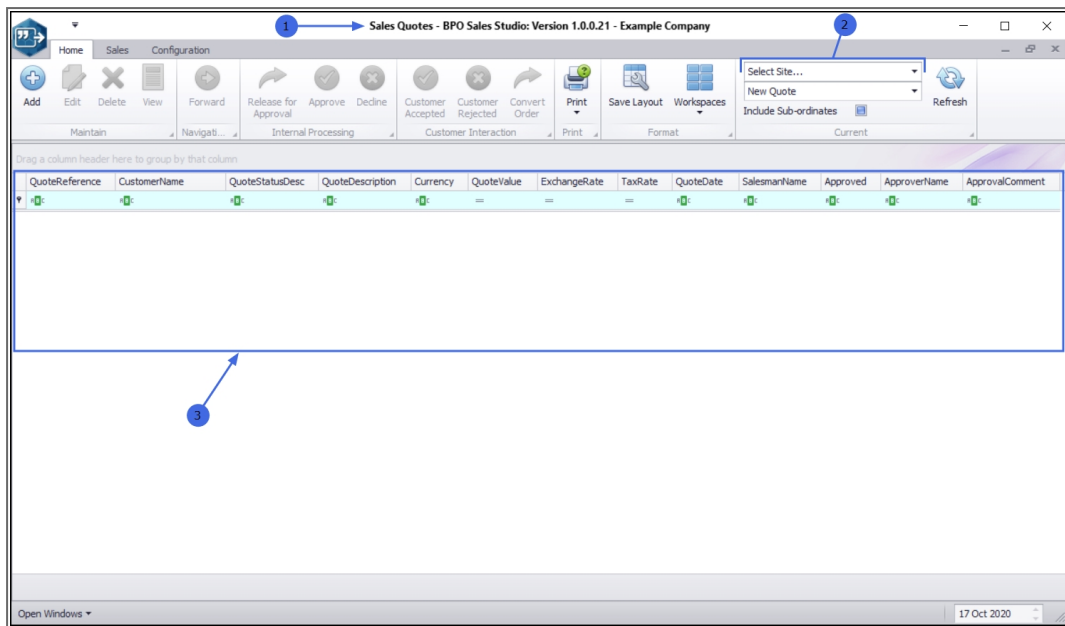 1
Sales Quotes - BPO Sales Studio: Version 1.0.0.21 - Example Company
2
Home Sales Configuration
Select Site...
New Quote
Include Sub-ordinates
Add Edit Delete View Forward Release for Approval Approve Decline Customer Accepted Customer Rejected Convert Order Print Save Layout Workspaces Refresh
Maintain Navigati... Internal Processing Customer Interaction Print Format Current
Drag a column header here to group by that column
QuoteReference CustomerName QuoteStatusDesc QuoteDescription Currency QuoteValue ExchangeRate TaxRate QuoteDate SalesmanName Approved ApproverName ApprovalComment
3
Open Windows 17 Oct 2020